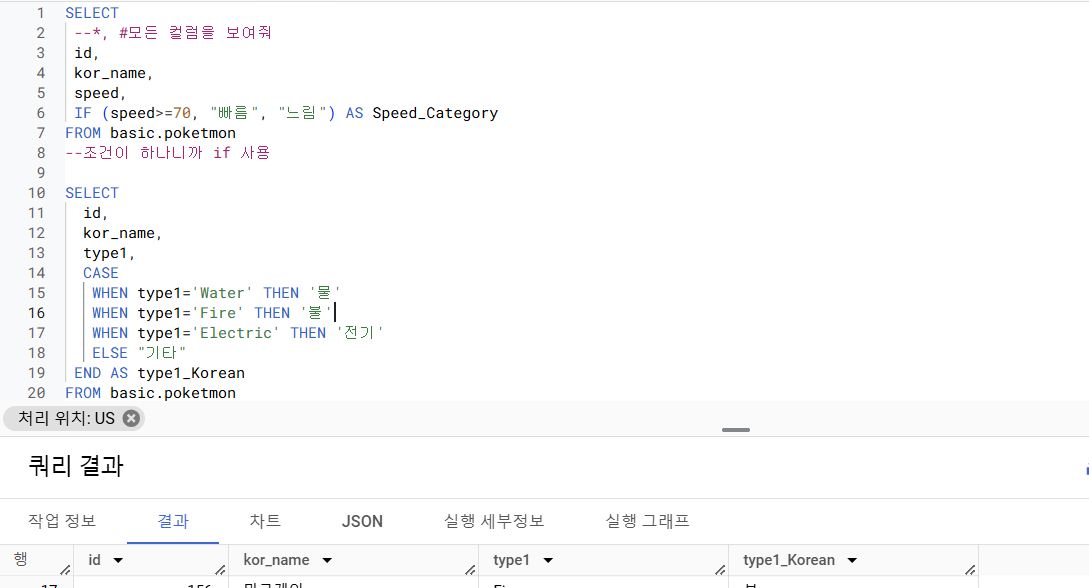 1 SELECT
2 --*, #모든 컬럼을 보여줘
3 id,
4 kor_name,
5 speed,
6 IF (speed>=70, "빠름", "느림") AS Speed_Category
7 FROM basic.poketmon
8 --조건이 하나니까 if 사용
9
10 SELECT
11 id,
12 kor_name,
13 type1,
14 CASE
15 WHEN type1='Water' THEN '물'
16 WHEN type1='Fire' THEN '불'
17 WHEN type1='Electric' THEN '전기'
18 ELSE "기타"
19 END AS type1_Korean
20 FROM basic.poketmon
처리 위치: US
쿼리 결과
작업 정보 결과 차트 JSON 실행 세부정보 실행 그래프
행 id kor_name type1 type1_Korean